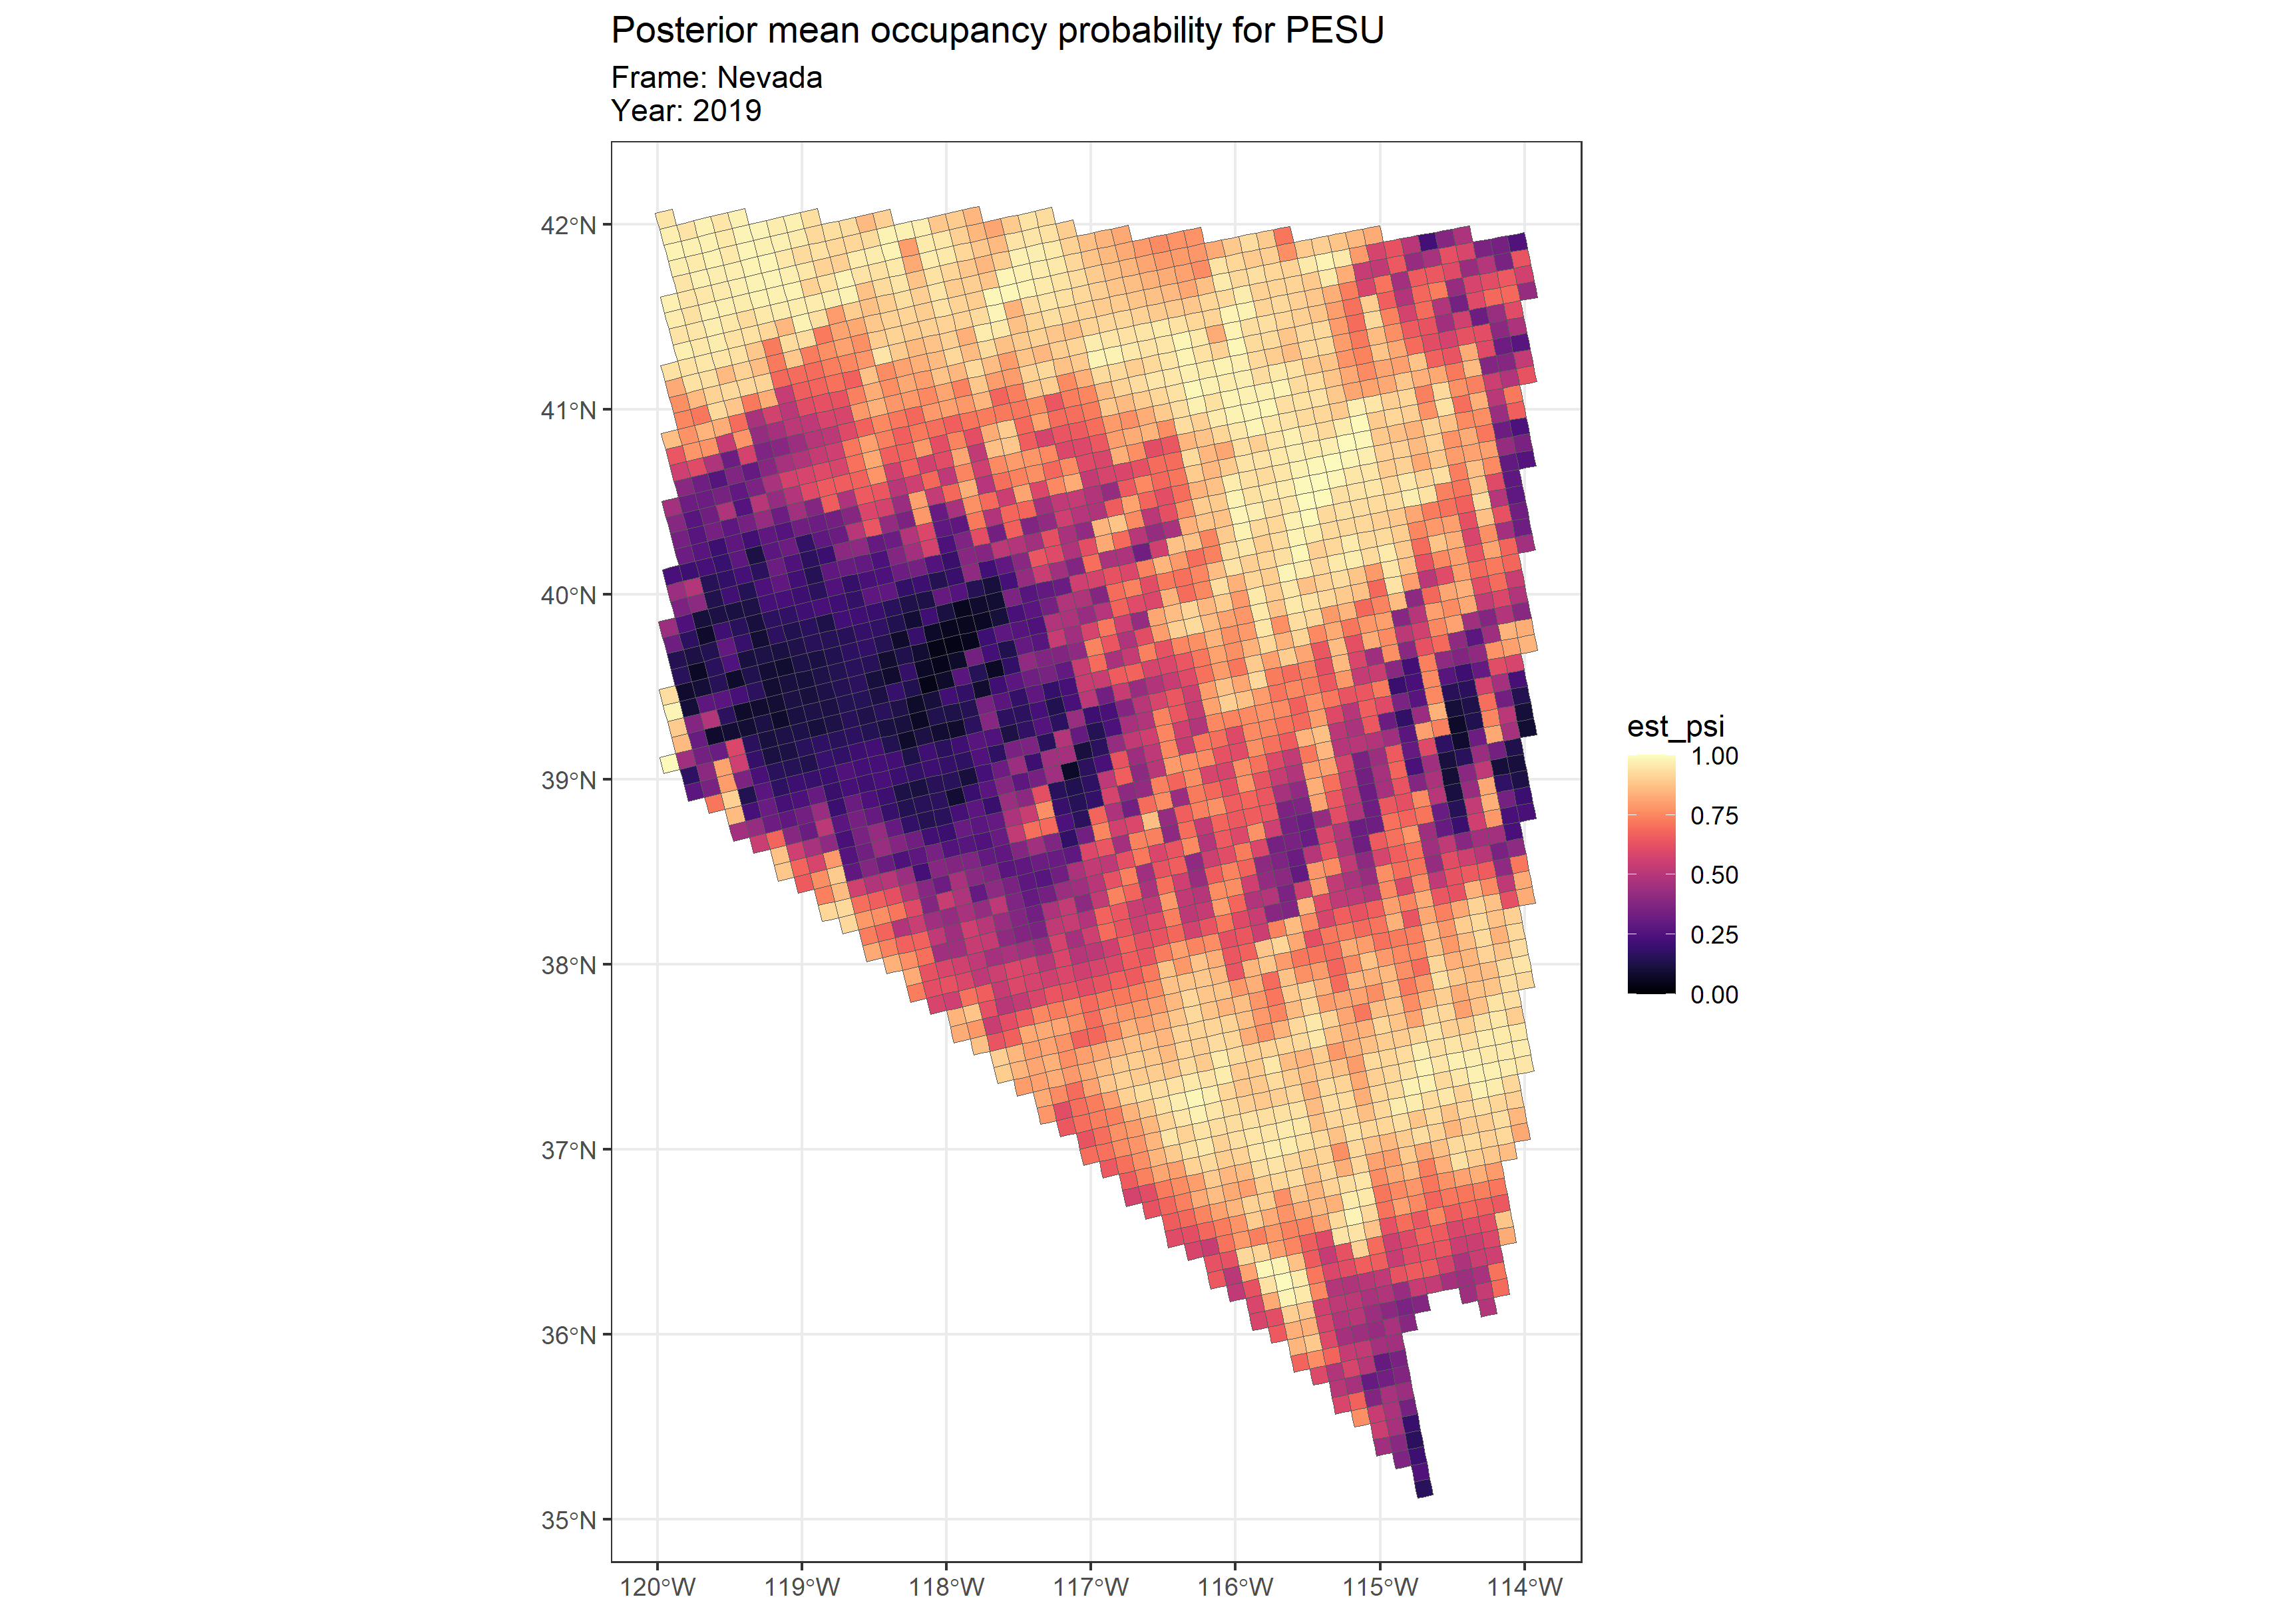 Posterior mean occupancy probability for PESU
Frame: Nevada
Year: 2019
42°N
41°N
40°N
39°N
38°N
37°N
36°N
35°N
120°W 119°W 118°W 117°W 116°W 115°W 114°W
est_psi
1.00
0.75
0.50
0.25
0.00